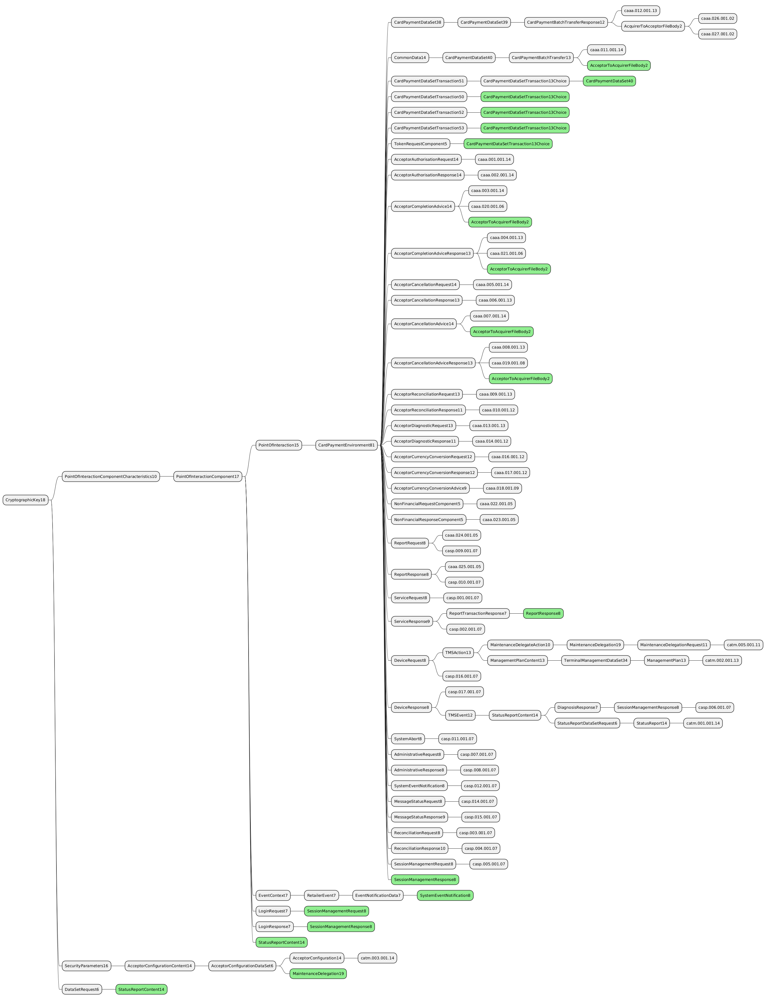 CryptographicKey18
PointOfInteractionComponentCharacteristics10
PointOfInteractionComponent17
PointOfInteraction15
CardPaymentEnvironment81
CardPaymentDataSet38
CardPaymentDataSet39
CardPaymentBatchTransferResponse12
caaa.012.001.13
AcquirerToAcceptorFileBody2
caaa.026.001.02
caaa.027.001.02
CommonData14
CardPaymentDataSet40
CardPaymentBatchTransfer13
caaa.011.001.14
AcceptorToAcquirerFileBody2
CardPaymentDataSetTransaction51
CardPaymentDataSetTransaction13Choice
CardPaymentDataSet40
CardPaymentDataSetTransaction50
CardPaymentDataSetTransaction13Choice
CardPaymentDataSetTransaction52
CardPaymentDataSetTransaction13Choice
CardPaymentDataSetTransaction53
CardPaymentDataSetTransaction13Choice
TokenRequestComponent5
CardPaymentDataSetTransaction13Choice
AcceptorAuthorisationRequest14
caaa.001.001.14
AcceptorAuthorisationResponse14
caaa.002.001.14
AcceptorCompletionAdvice14
caaa.003.001.14
caaa.020.001.06
AcceptorToAcquirerFileBody2
AcceptorCompletionAdviceResponse13
caaa.004.001.13
caaa.021.001.06
AcceptorToAcquirerFileBody2
AcceptorCancellationRequest14
caaa.005.001.14
AcceptorCancellationResponse13
caaa.006.001.13
AcceptorCancellationAdvice14
caaa.007.001.14
AcceptorToAcquirerFileBody2
AcceptorCancellationAdviceResponse13
caaa.008.001.13
caaa.019.001.08
AcceptorToAcquirerFileBody2
AcceptorReconciliationRequest13
caaa.009.001.13
AcceptorReconciliationResponse11
caaa.010.001.12
AcceptorDiagnosticRequest13
caaa.013.001.13
AcceptorDiagnosticResponse11
caaa.014.001.12
AcceptorCurrencyConversionRequest12
caaa.016.001.12
AcceptorCurrencyConversionResponse12
caaa.017.001.12
AcceptorCurrencyConversionAdvice9
caaa.018.001.09
NonFinancialRequestComponent5
caaa.022.001.05
NonFinancialResponseComponent5
caaa.023.001.05
ReportRequest8
caaa.024.001.05
casp.009.001.07
ReportResponse8
caaa.025.001.05
casp.010.001.07
ServiceRequest8
casp.001.001.07
ServiceResponse9
ReportTransactionResponse7
ReportResponse8
casp.002.001.07
DeviceRequest8
TMSAction13
MaintenanceDelegateAction10
MaintenanceDelegation19
MaintenanceDelegationRequest11
catm.005.001.11
ManagementPlanContent13
TerminalManagementDataSet34
ManagementPlan13
catm.002.001.13
casp.016.001.07
DeviceResponse8
casp.017.001.07
TMSEvent12
StatusReportContent14
DiagnosisResponse7
SessionManagementResponse8
casp.006.001.07
StatusReportDataSetRequest6
StatusReport14
catm.001.001.14
SystemAbort8
casp.011.001.07
AdministrativeRequest8
casp.007.001.07
AdministrativeResponse8
casp.008.001.07
SystemEventNotification8
casp.012.001.07
MessageStatusRequest8
casp.014.001.07
MessageStatusResponse9
casp.015.001.07
ReconciliationRequest8
casp.003.001.07
ReconciliationResponse10
casp.004.001.07
SessionManagementRequest8
casp.005.001.07
SessionManagementResponse8
EventContext7
RetailerEvent7
EventNotificationData7
SystemEventNotification8
LoginRequest7
SessionManagementRequest8
LoginResponse7
SessionManagementResponse8
StatusReportContent14
SecurityParameters16
AcceptorConfigurationContent14
AcceptorConfigurationDataSet6
AcceptorConfiguration14
catm.003.001.14
MaintenanceDelegation19
DataSetRequest6
StatusReportContent14